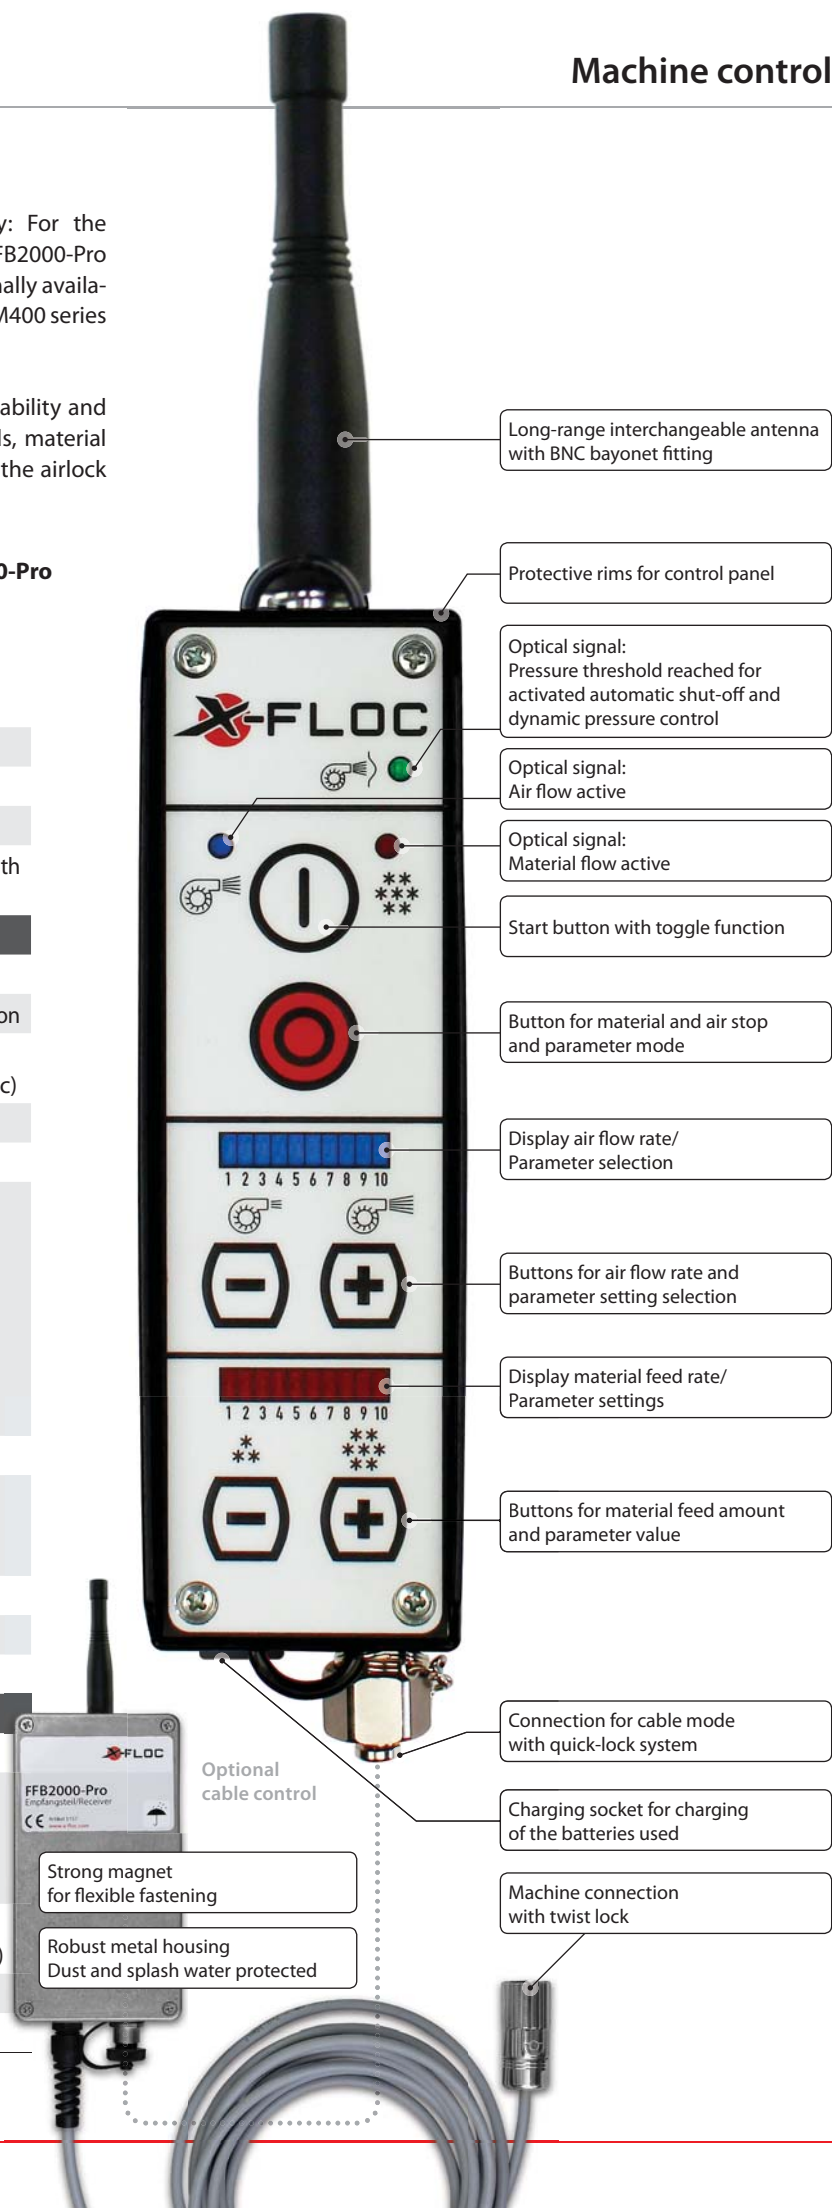 Machine control
y: For the
FB2000-Pro
nally availa-
M400 series
ability and
ls, material
the airlock
0-Pro
th
on
c)
)
Long-range interchangeable antenna
with BNC bayonet fitting
Protective rims for control panel
Optical signal:
Pressure threshold reached for
activated automatic shut-off and
dynamic pressure control
Optical signal:
Air flow active
Optical signal:
Material flow active
Start button with toggle function
Button for material and air stop
and parameter mode
Display air flow rate/
Parameter selection
Buttons for air flow rate and
parameter setting selection
Display material feed rate/
Parameter settings
Buttons for material feed amount
and parameter value
Connection for cable mode
with quick-lock system
Charging socket for charging
of the batteries used
Machine connection
with twist lock
X-FLOC
1 2 3 4 5 6 7 8 9 10
1 2 3 4 5 6 7 8 9 10
Optional
cable control
X-FLOC
FFB2000-Pro
Empfangsteil/Receiver
CE
www.x-floc.com
Strong magnet
for flexible fastening
Robust metal housing
Dust and splash water protected